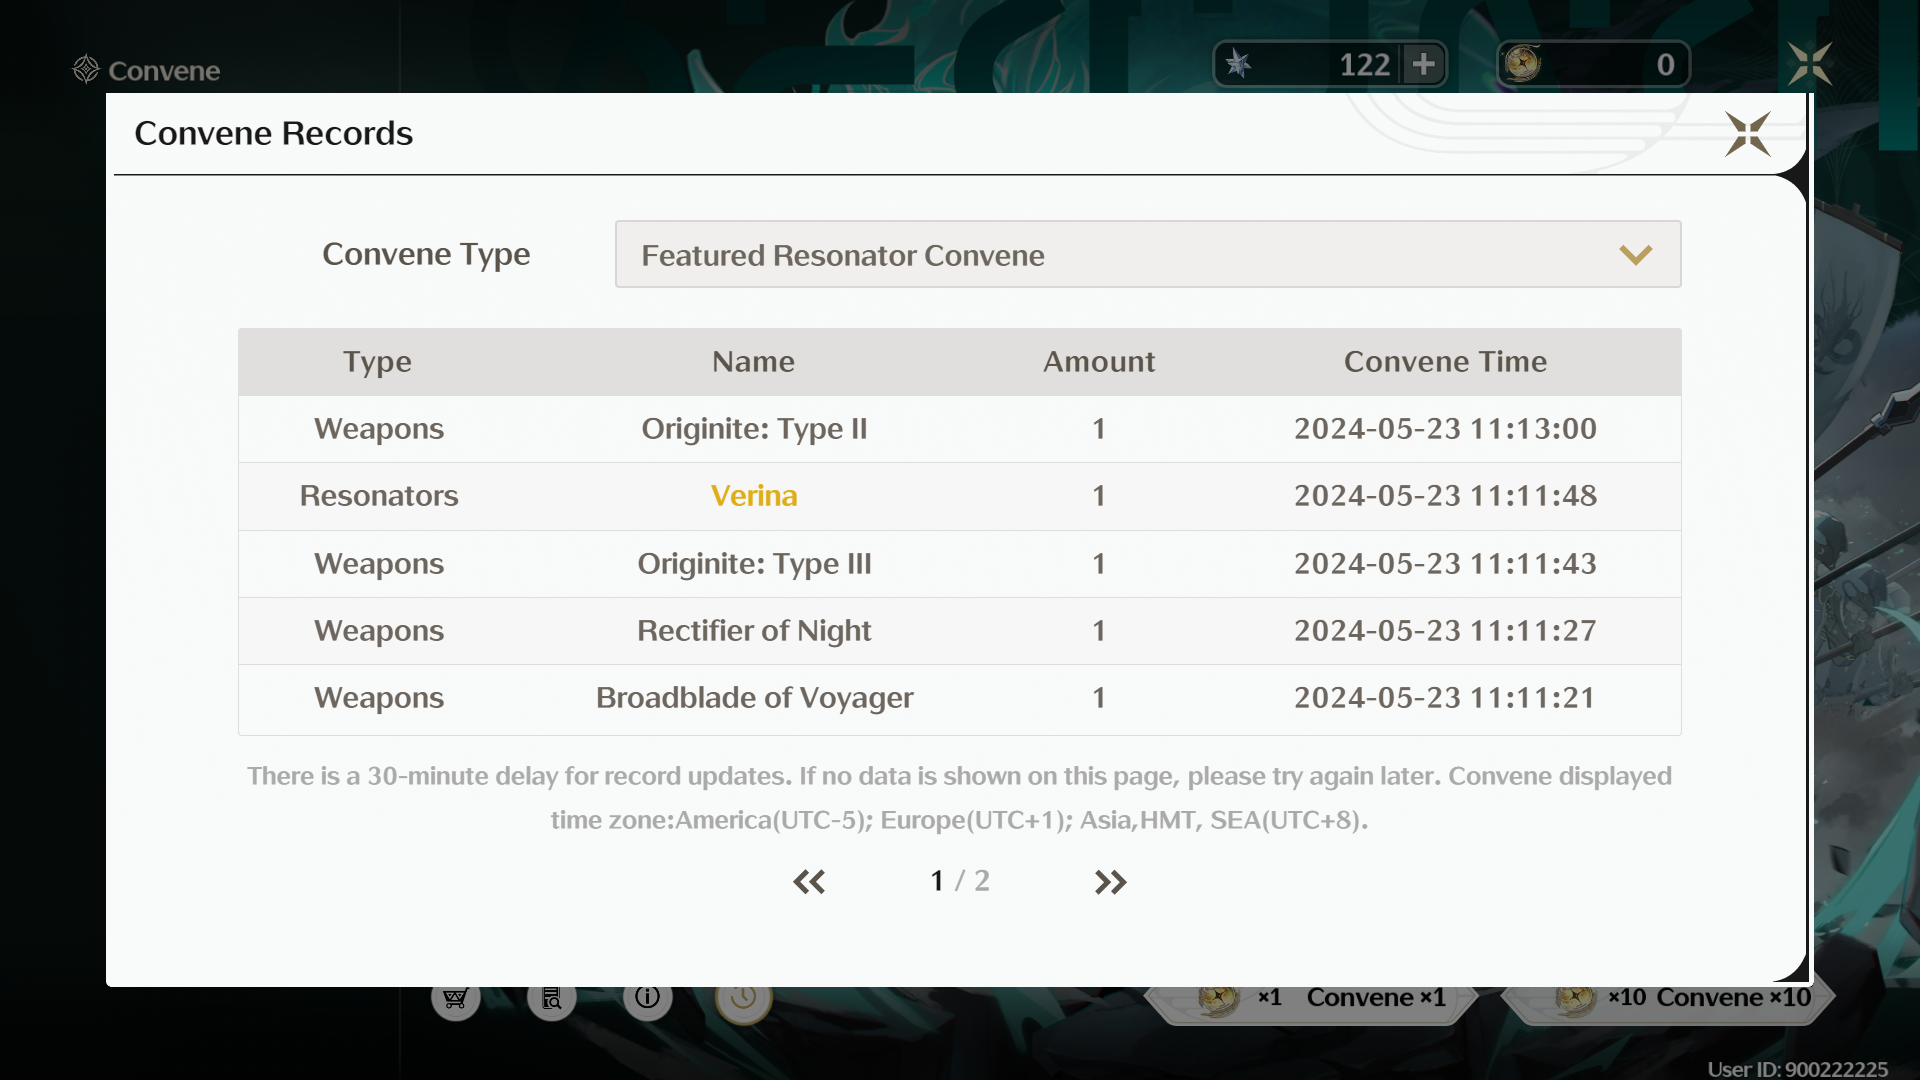 Convene
122
0
Convene Records
Convene Type
Featured Resonator Convene
Type Name Amount Convene Time
Weapons Originite: Type II 1 2024-05-23 11:13:00
Resonators Verina 1 2024-05-23 11:11:48
Weapons Originite: Type III 1 2024-05-23 11:11:43
Weapons Rectifier of Night 1 2024-05-23 11:11:27
Weapons Broadblade of Voyager 1 2024-05-23 11:11:21
There is a 30-minute delay for record updates. If no data is shown on this page, please try again later. Convene displayed
time zone:America(UTC-5); Europe(UTC+1); Asia,HMT, SEA(UTC+8).
1 / 2
×1 Convene ×1
×10 Convene ×10
User ID: 900222225